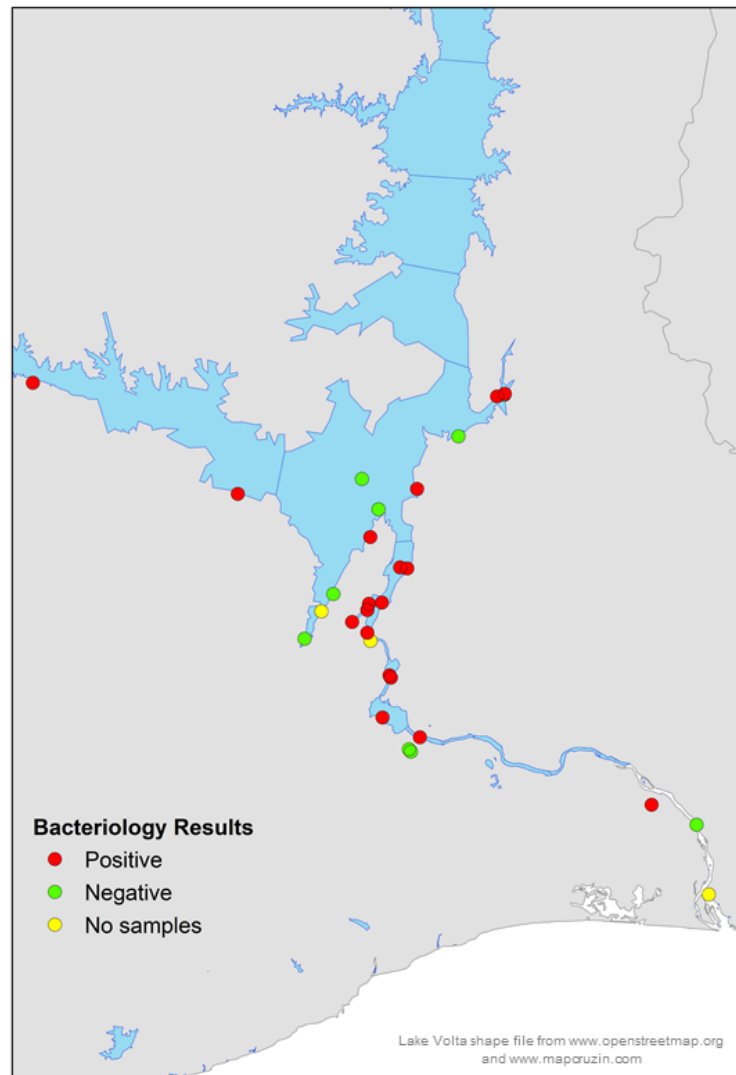 Bacteriology Results
Positive
Negative
No samples
Lake Volta shape file from www.openstreetmap.org
and www.mapcruzin.com